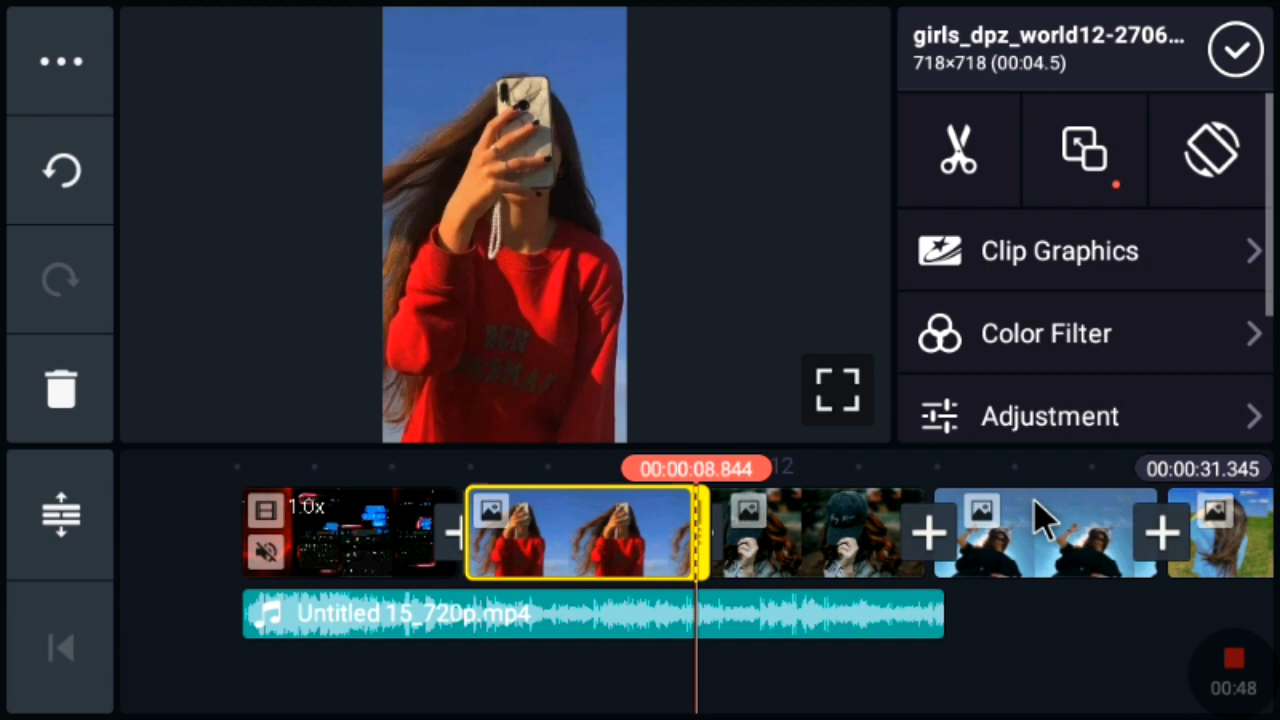 girls_dpz_world12-2706...
718×718 (00:04.5)
Clip Graphics
Color Filter
Adjustment
00:00:08.844
12
00:00:31.345
1.0x
Untitled 15_720p.mp4
00:48